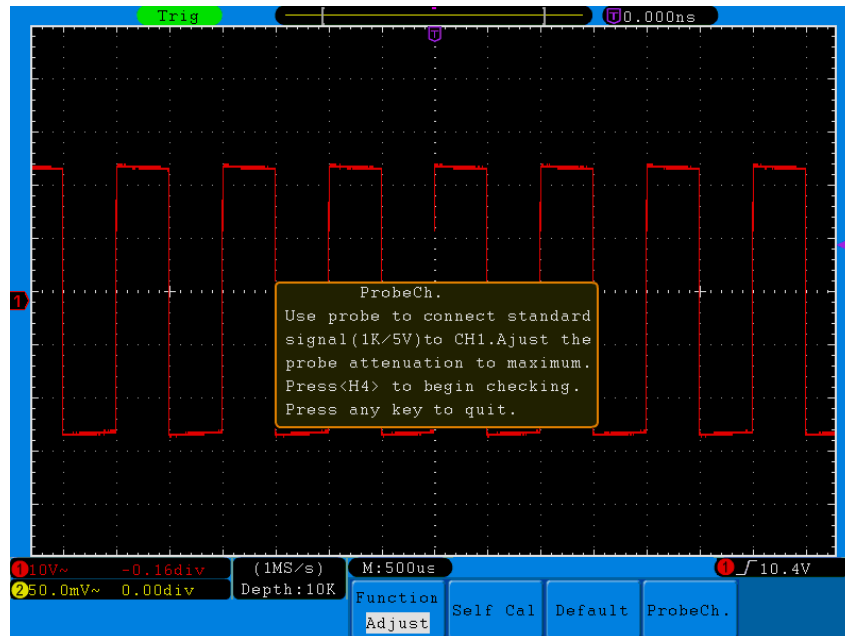 Trig
T 0.000ns
T
1
ProbeCh.
Use probe to connect standard
signal(1K/5V)to CH1.Ajust the
probe attenuation to maximum.
Press<H4> to begin checking.
Press any key to quit.
1 10V~ -0.16div (1MS/s) M:500us 1 10.4V
2 50.0mV~ 0.00div Depth:10K
Function
Adjust Self Cal Default ProbeCh.